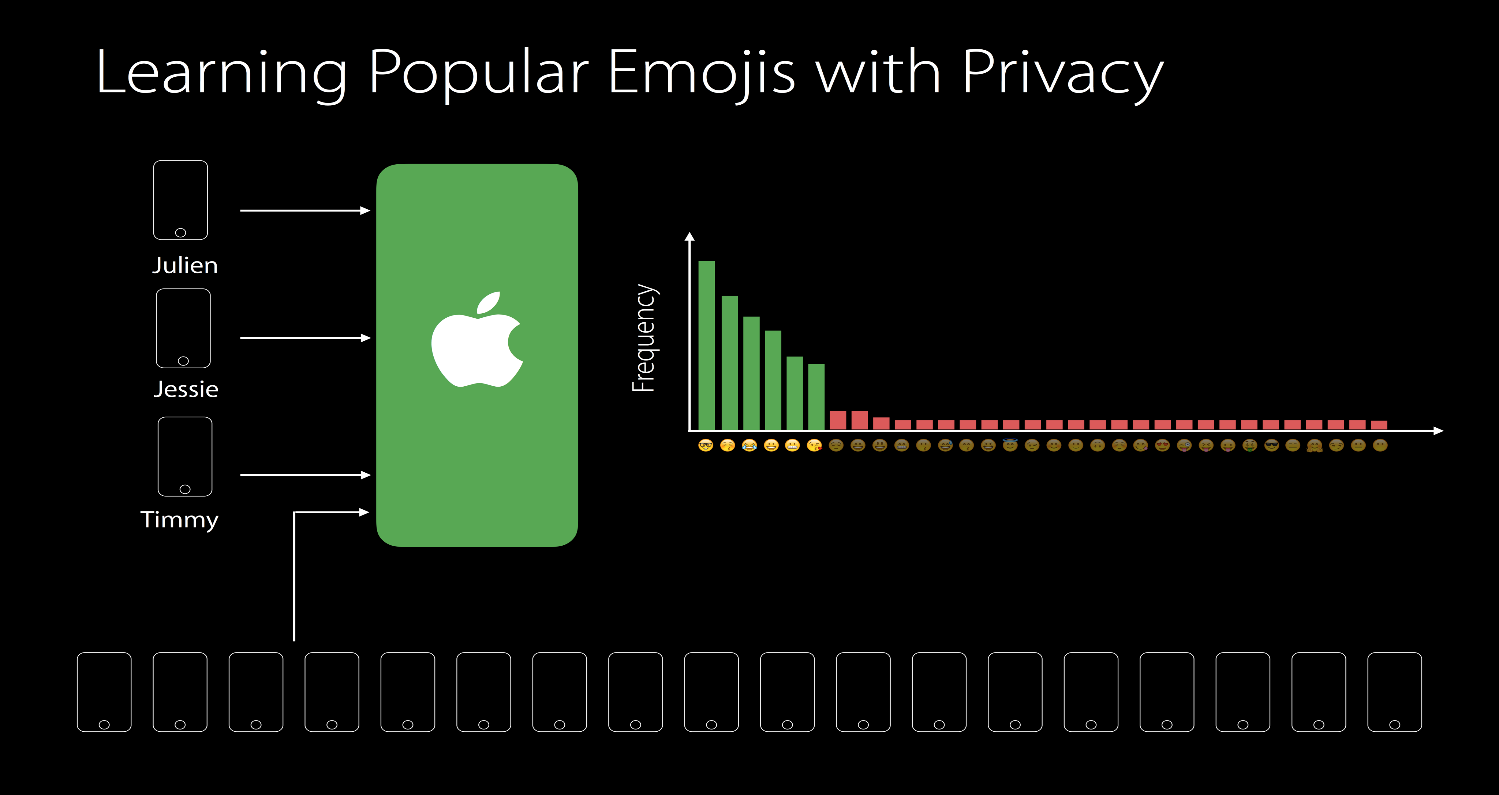 Learning Popular Emojis with Privacy
Julien
Jessie
Timmy
Frequency